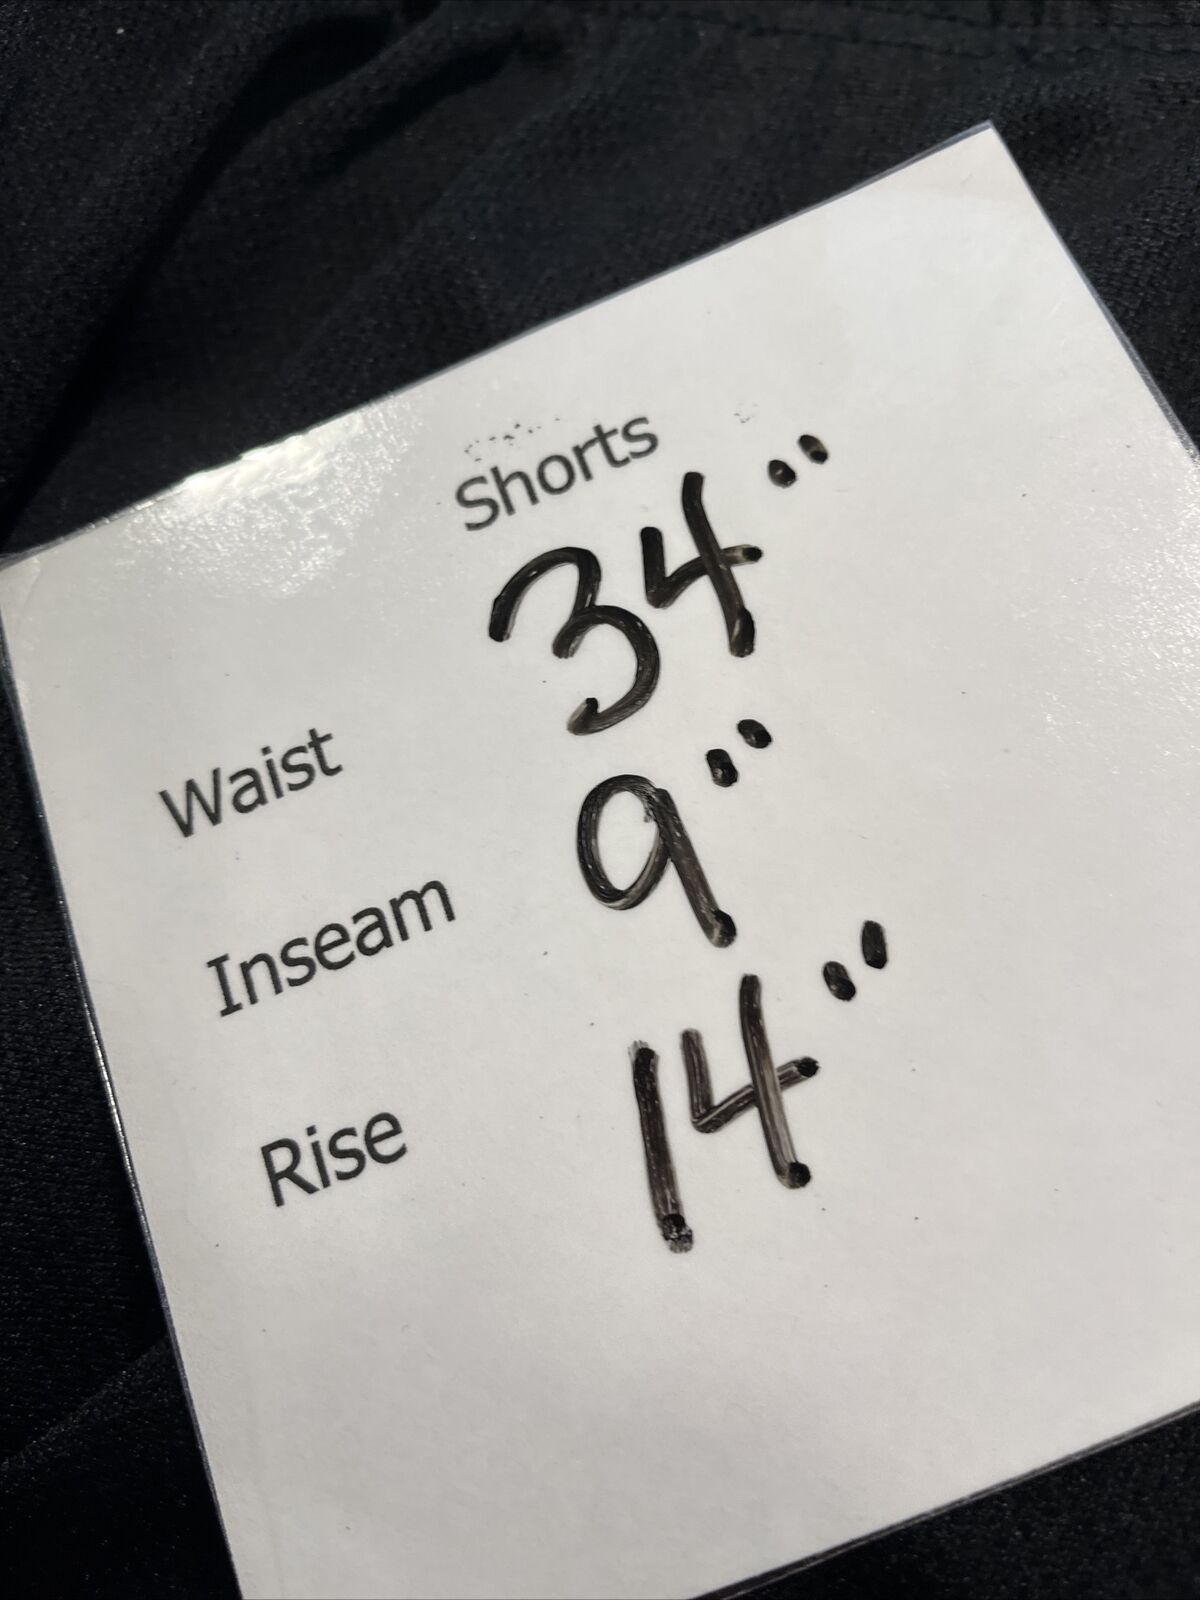 Shorts
Waist 34"
Inseam 9"
Rise 14"